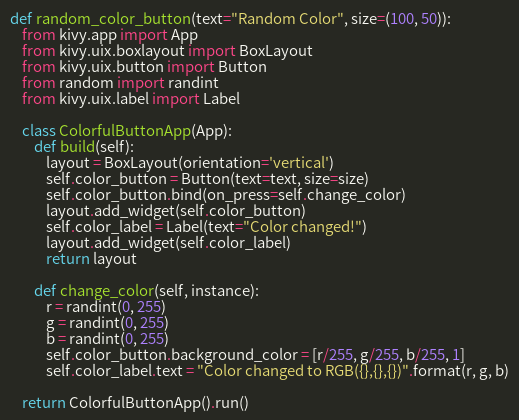 def random_color_button(text="Random Color", size=(100, 50)):
    from kivy.app import App
    from kivy.uix.boxlayout import BoxLayout
    from kivy.uix.button import Button
    from random import randint
    from kivy.uix.label import Label

    class ColorfulButtonApp(App):
        def build(self):
            layout = BoxLayout(orientation='vertical')
            self.color_button = Button(text=text, size=size)
            self.color_button.bind(on_press=self.change_color)
            layout.add_widget(self.color_button)
            self.color_label = Label(text="Color changed!")
            layout.add_widget(self.color_label)
            return layout

        def change_color(self, instance):
            r = randint(0, 255)
            g = randint(0, 255)
            b = randint(0, 255)
            self.color_button.background_color = [r/255, g/255, b/255, 1]
            self.color_label.text = "Color changed to RGB({},{},{})".format(r, g, b)

    return ColorfulButtonApp().run()